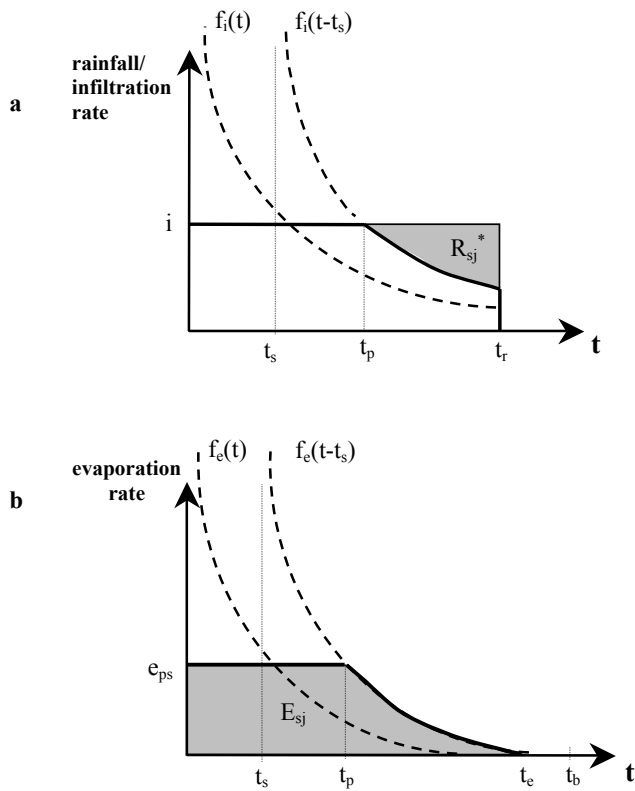 f_i(t) f_i(t-t_s)
rainfall/
infiltration
rate
a
i
R_sj^*
t_s t_p t_r t
f_e(t) f_e(t-t_s)
evaporation
rate
b
e_ps
E_sj
t_s t_p t_e t_b t